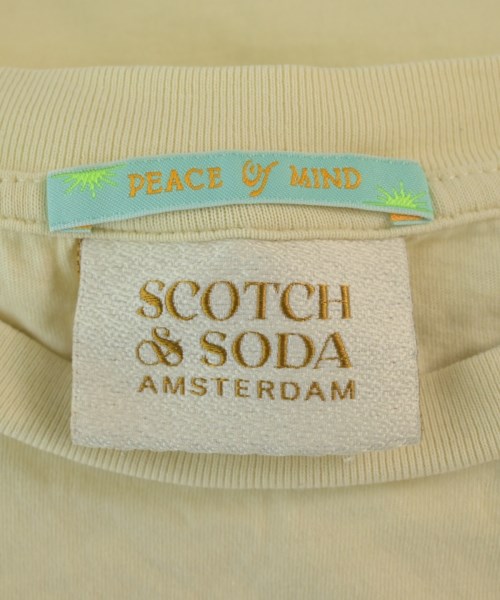 PEACE Of MIND
SCOTCH
& SODA
AMSTERDAM